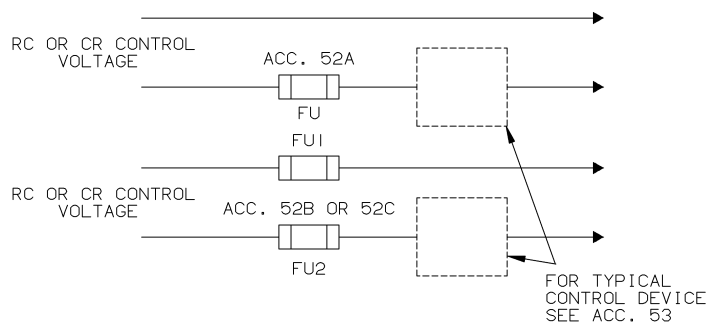 RC OR CR CONTROL
VOLTAGE
ACC. 52A
FU
FU1
RC OR CR CONTROL
VOLTAGE
ACC. 52B OR 52C
FU2
FOR TYPICAL
CONTROL DEVICE
SEE ACC. 53